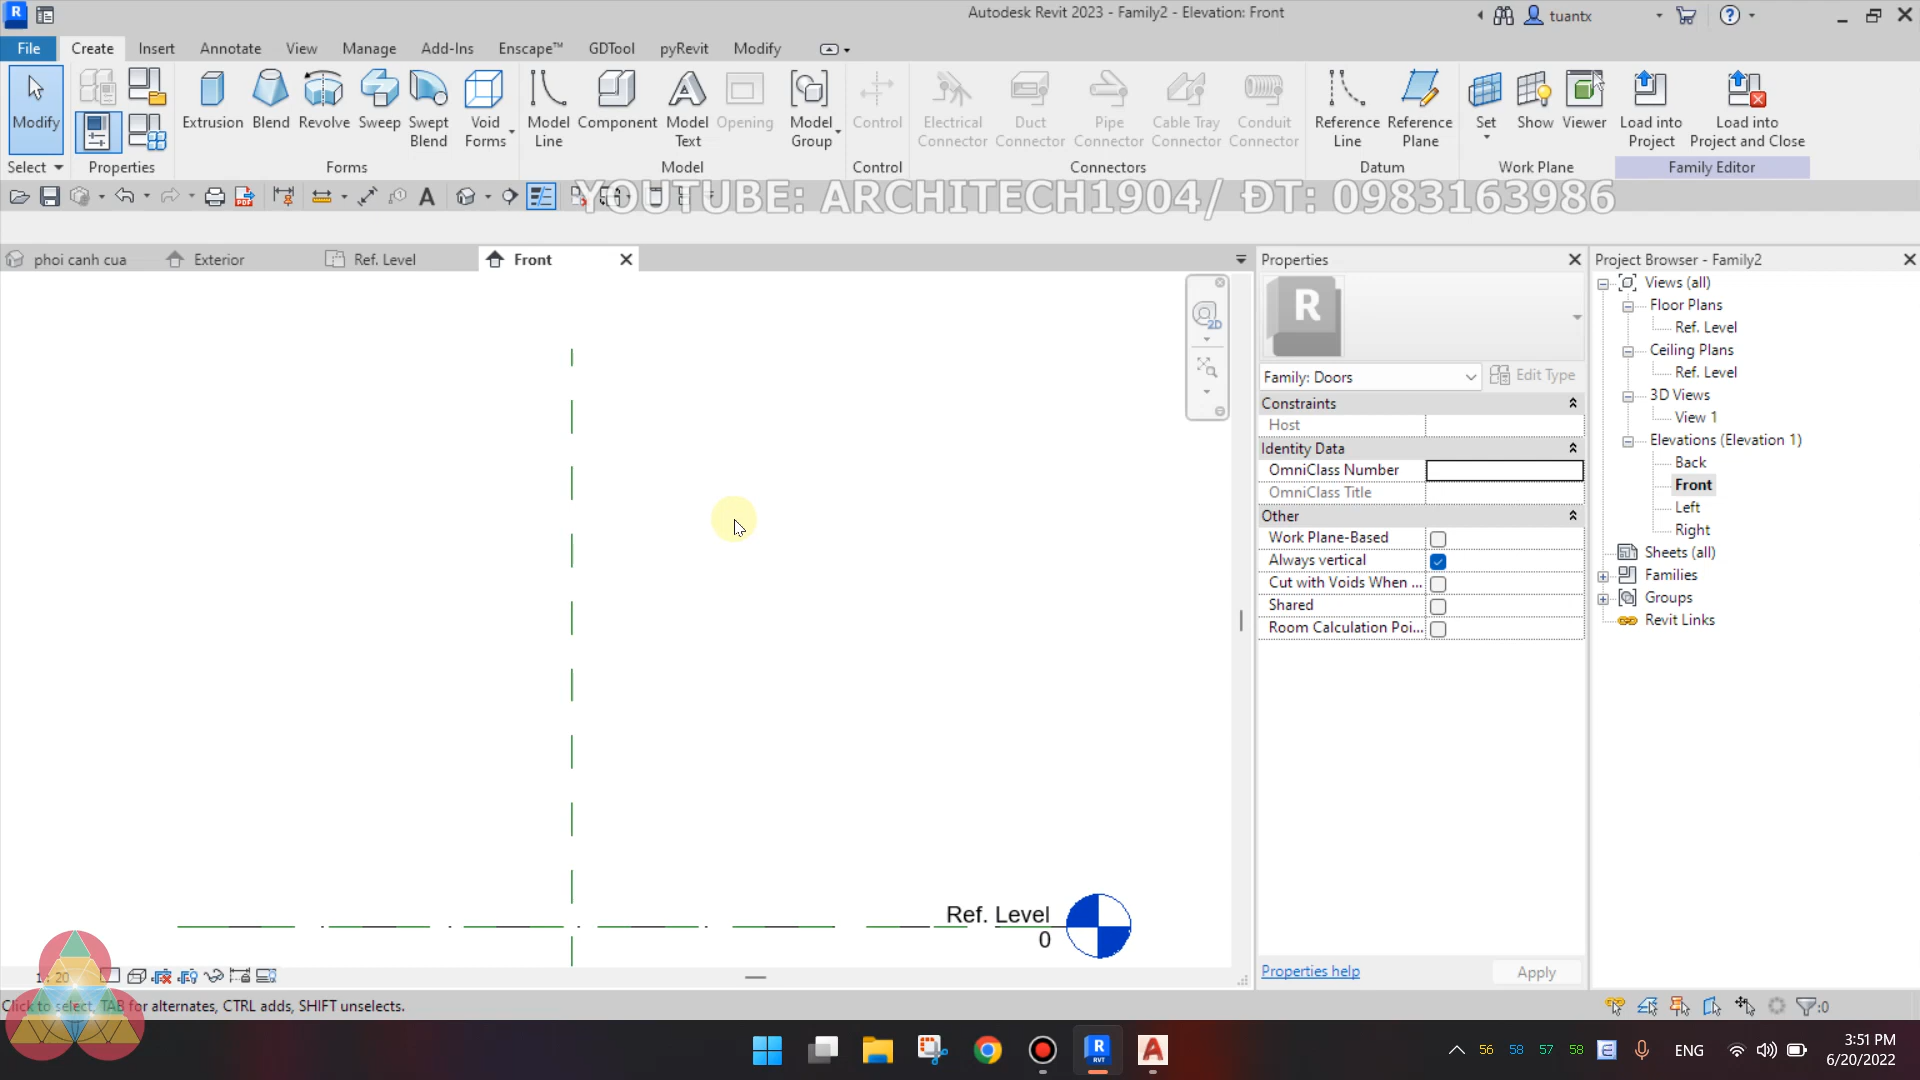 Autodesk Revit 2023 - Family2 - Elevation: Front
tuantx
File Create Insert Annotate View Manage Add-Ins Enscape™ GDTool pyRevit Modify
Modify Extrusion Blend Revolve Sweep Swept Blend Void Forms Model Line Component Model Text Opening Model Group Control Electrical Connector Duct Connector Pipe Connector Cable Tray Connector Conduit Connector Reference Line Reference Plane Set Show Viewer Load into Project Load into Project and Close
Select Properties Forms Model Control Connectors Datum Work Plane Family Editor
YOUTUBE: ARCHITECH1904/ ĐT: 0983163986
phoi canh cua Exterior Ref. Level Front
Properties
Family: Doors
Edit Type
Constraints
Host
Identity Data
OmniClass Number
OmniClass Title
Other
Work Plane-Based
Always vertical
Cut with Voids When ...
Shared
Room Calculation Poi...
Properties help
Apply
Project Browser - Family2
Views (all)
Floor Plans
Ref. Level
Ceiling Plans
Ref. Level
3D Views
View 1
Elevations (Elevation 1)
Back
Front
Left
Right
Sheets (all)
Families
Groups
Revit Links
2D
Ref. Level
0
Click to select, TAB for alternates, CTRL adds, SHIFT unselects.
:0
56 58 57 58
ENG
3:51 PM
6/20/2022